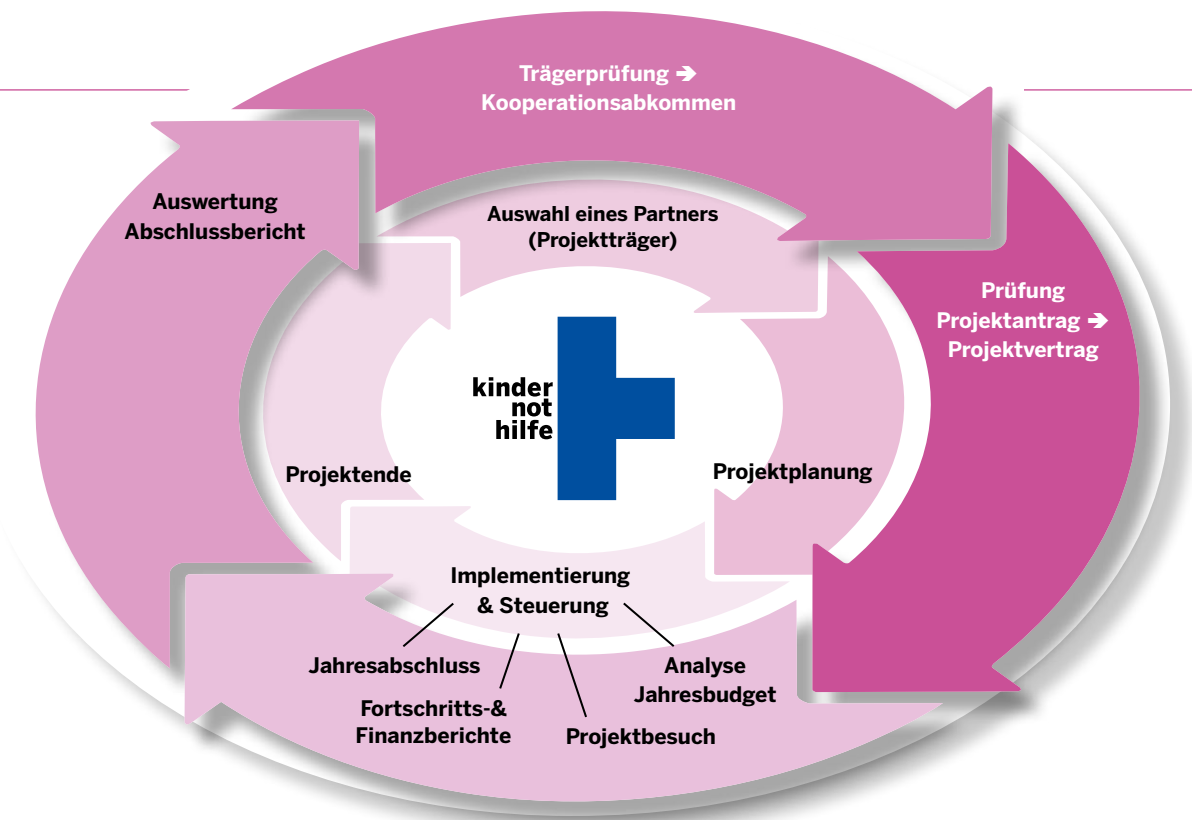 Trägerprüfung ➔
Kooperationsabkommen
Auswertung
Abschlussbericht
Auswahl eines Partners
(Projektträger)
Prüfung
Projektantrag ➔
Projektvertrag
kinder
not
hilfe
Projektende
Projektplanung
Implementierung
& Steuerung
Jahresabschluss
Fortschritts-&
Finanzberichte
Projektbesuch
Analyse
Jahresbudget